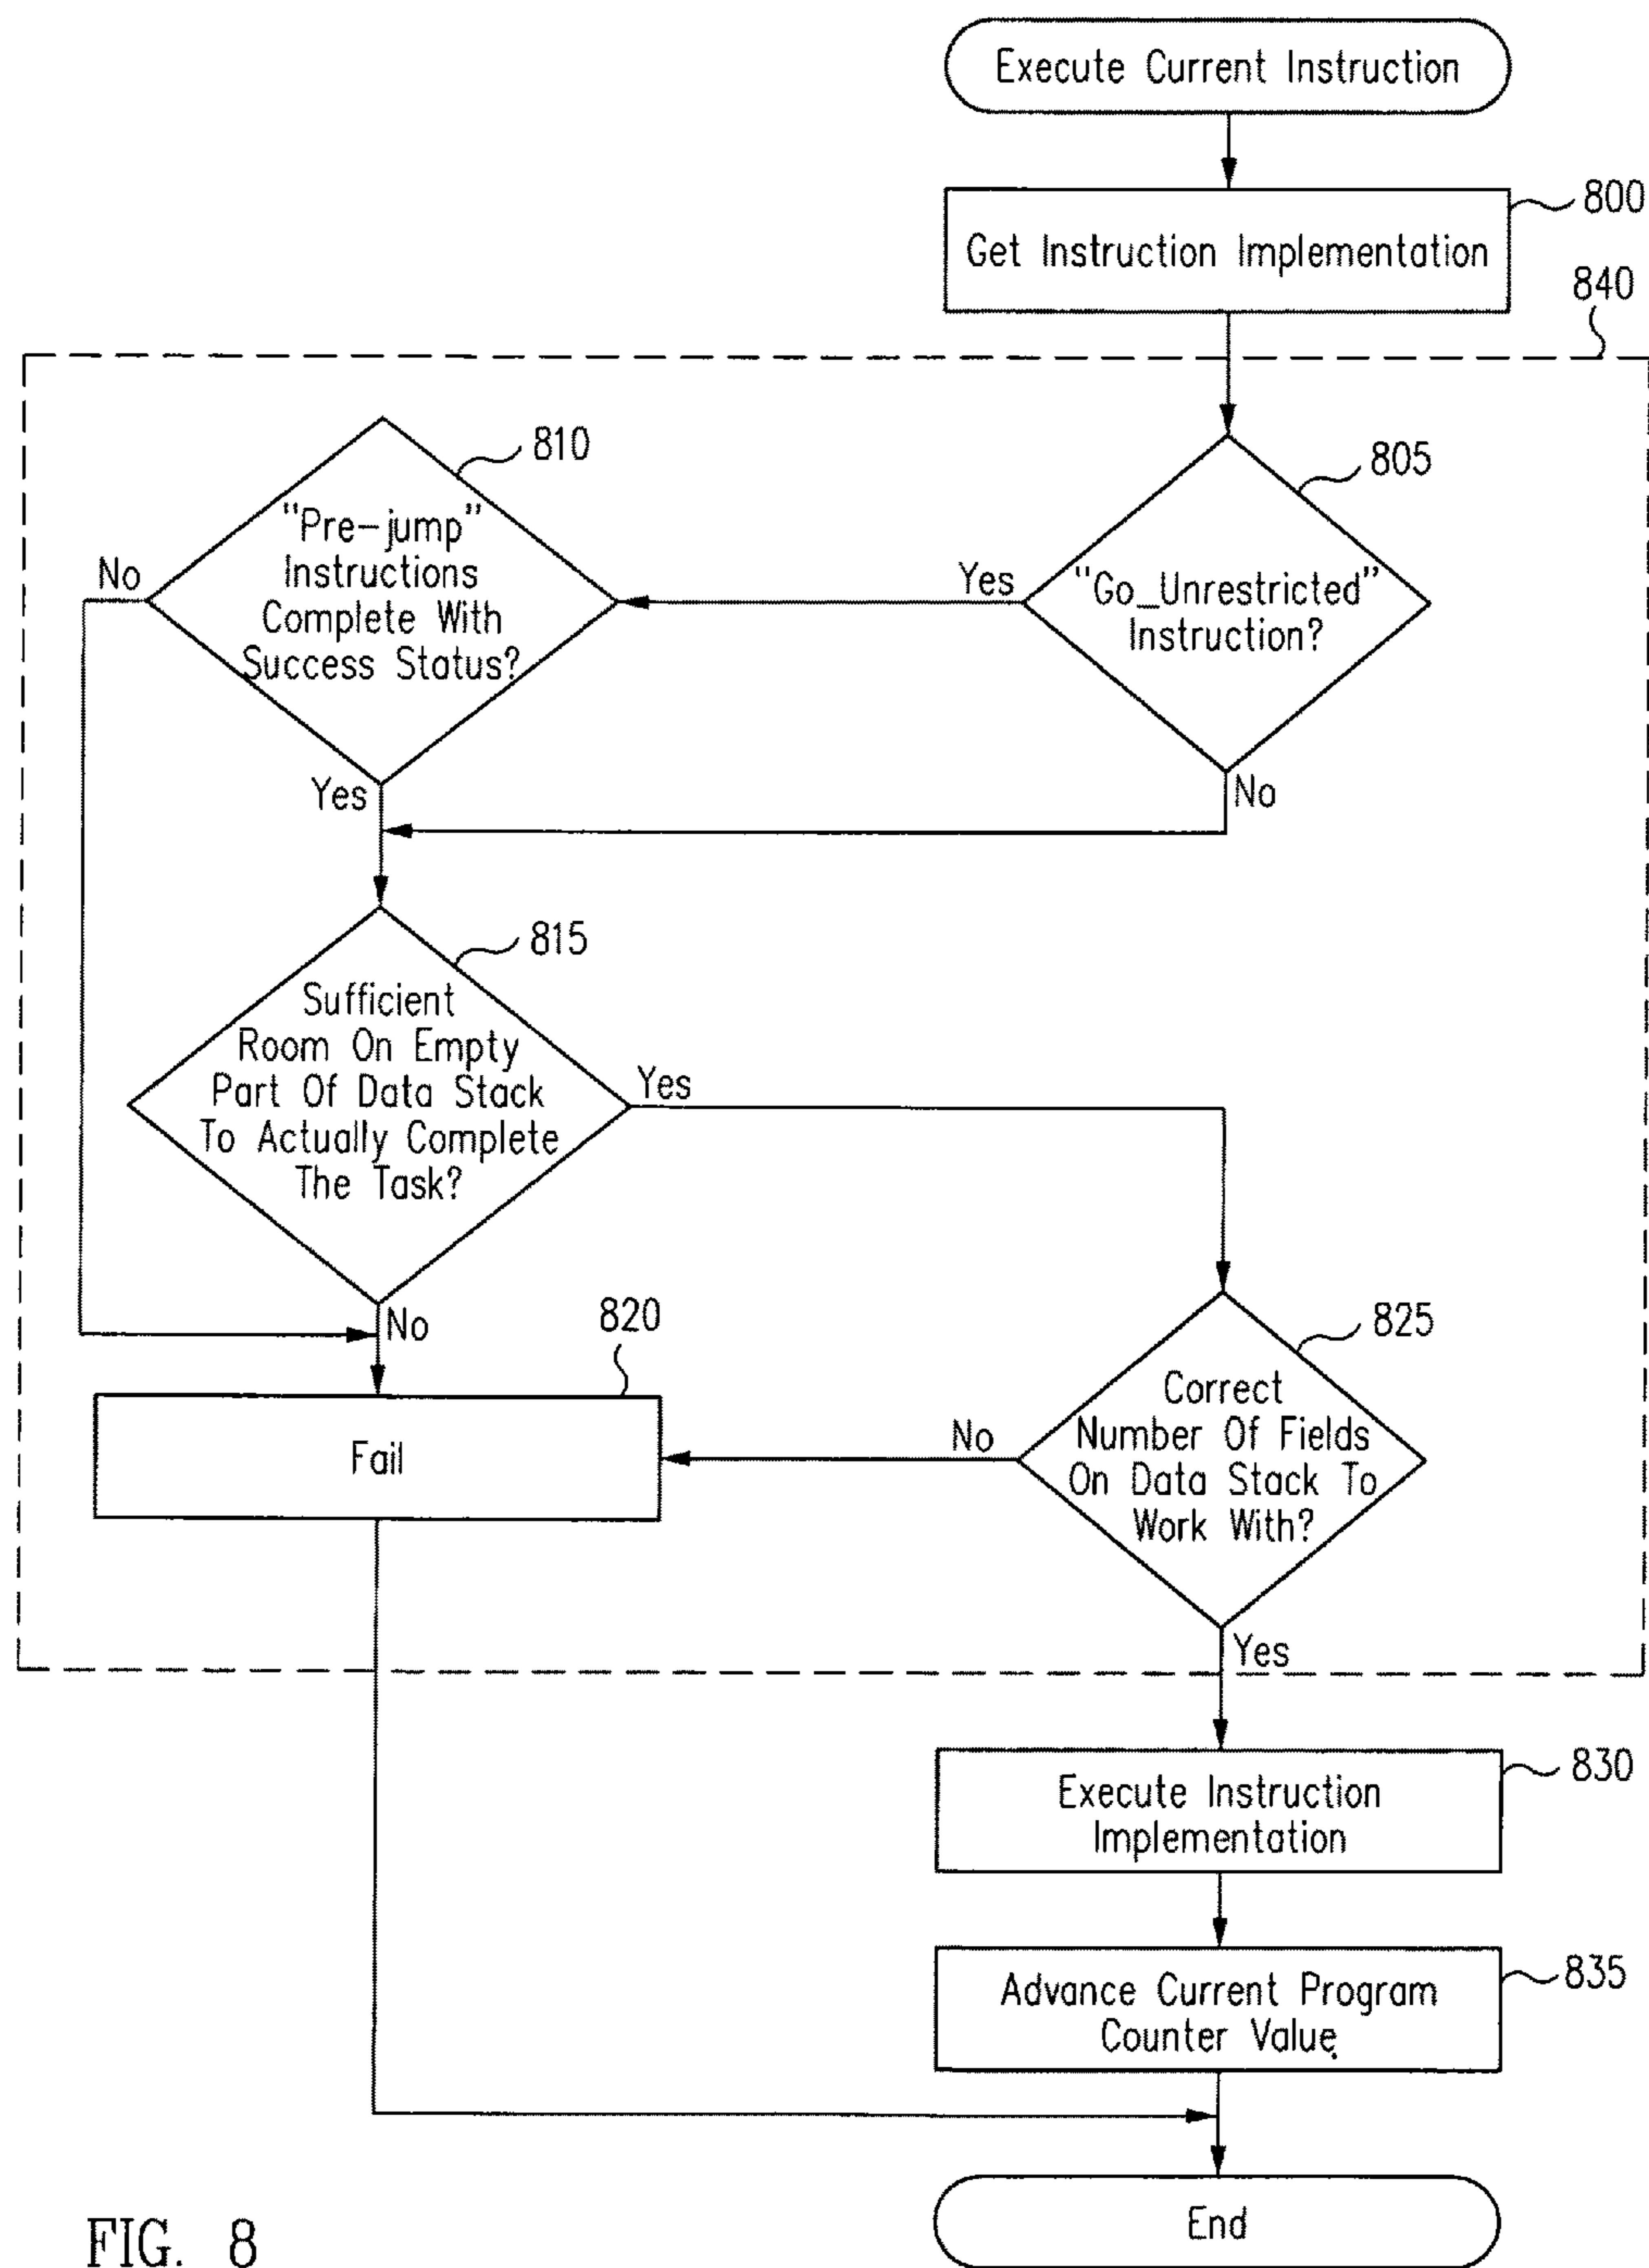 Execute Current Instruction
800
Get Instruction Implementation
840
810
805
"Pre-jump"
Instructions
Complete With
Success Status?
No
Yes
"Go_Unrestricted"
Instruction?
Yes
No
815
Sufficient
Room On Empty
Part Of Data Stack
To Actually Complete
The Task?
Yes
No
820
825
Fail
No
Correct
Number Of Fields
On Data Stack To
Work With?
Yes
830
Execute Instruction
Implementation
835
Advance Current Program
Counter Value.
End
FIG. 8